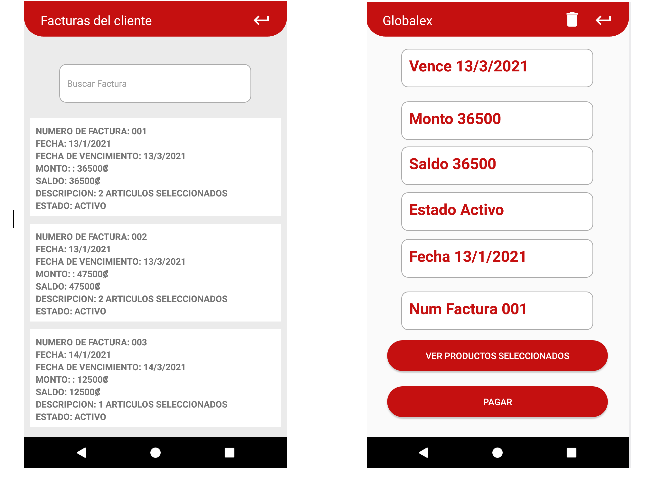 Facturas del cliente
Buscar Factura
NUMERO DE FACTURA: 001
FECHA: 13/1/2021
FECHA DE VENCIMIENTO: 13/3/2021
MONTO: : 36500₡
SALDO: 36500₡
DESCRIPCION: 2 ARTICULOS SELECCIONADOS
ESTADO: ACTIVO
NUMERO DE FACTURA: 002
FECHA: 13/1/2021
FECHA DE VENCIMIENTO: 13/3/2021
MONTO: : 47500₡
SALDO: 47500₡
DESCRIPCION: 2 ARTICULOS SELECCIONADOS
ESTADO: ACTIVO
NUMERO DE FACTURA: 003
FECHA: 14/1/2021
FECHA DE VENCIMIENTO: 14/3/2021
MONTO: : 12500₡
SALDO: 12500₡
DESCRIPCION: 1 ARTICULOS SELECCIONADOS
ESTADO: ACTIVO
Globalex
Vence 13/3/2021
Monto 36500
Saldo 36500
Estado Activo
Fecha 13/1/2021
Num Factura 001
VER PRODUCTOS SELECCIONADOS
PAGAR